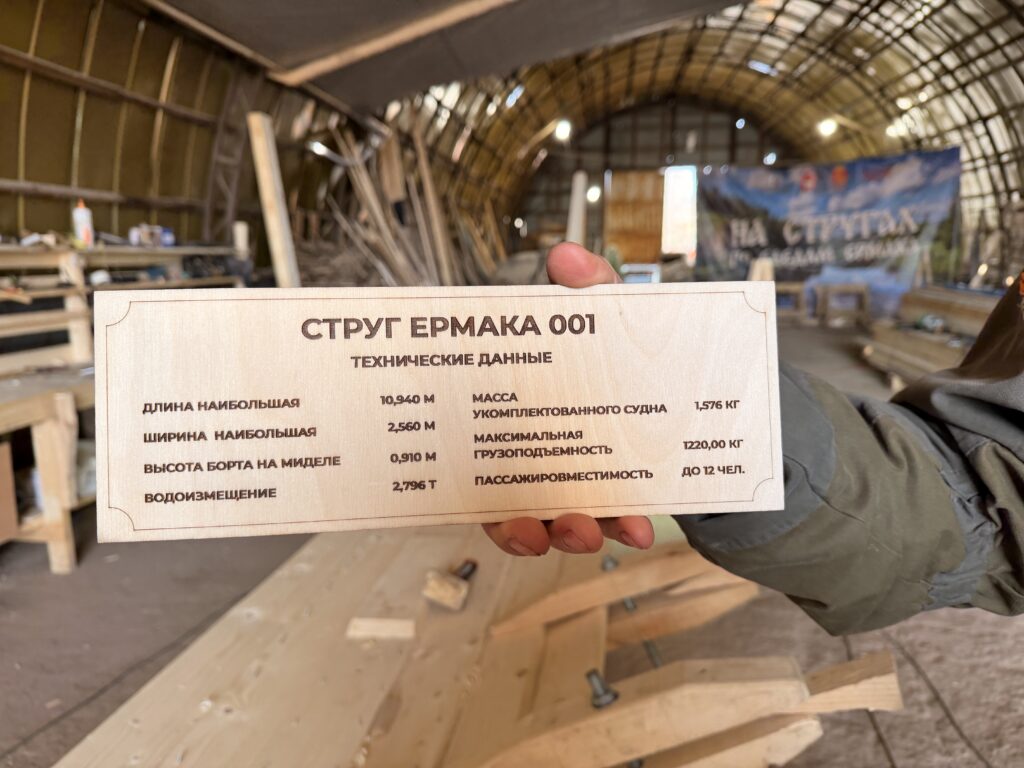 НА СТРУГАХ
ЕРМАКА
СТРУГ ЕРМАКА 001
ТЕХНИЧЕСКИЕ ДАННЫЕ
ДЛИНА НАИБОЛЬШАЯ 10,940 М
ШИРИНА НАИБОЛЬШАЯ 2,560 М
ВЫСОТА БОРТА НА МИДЕЛЕ 0,910 М
ВОДОИЗМЕЩЕНИЕ 2,796 Т
МАССА
УКОМПЛЕКТОВАННОГО СУДНА 1,576 КГ
МАКСИМАЛЬНАЯ
ГРУЗОПОДЪЕМНОСТЬ 1220,00 КГ
ПАССАЖИРОВМЕСТИМОСТЬ ДО 12 ЧЕЛ.